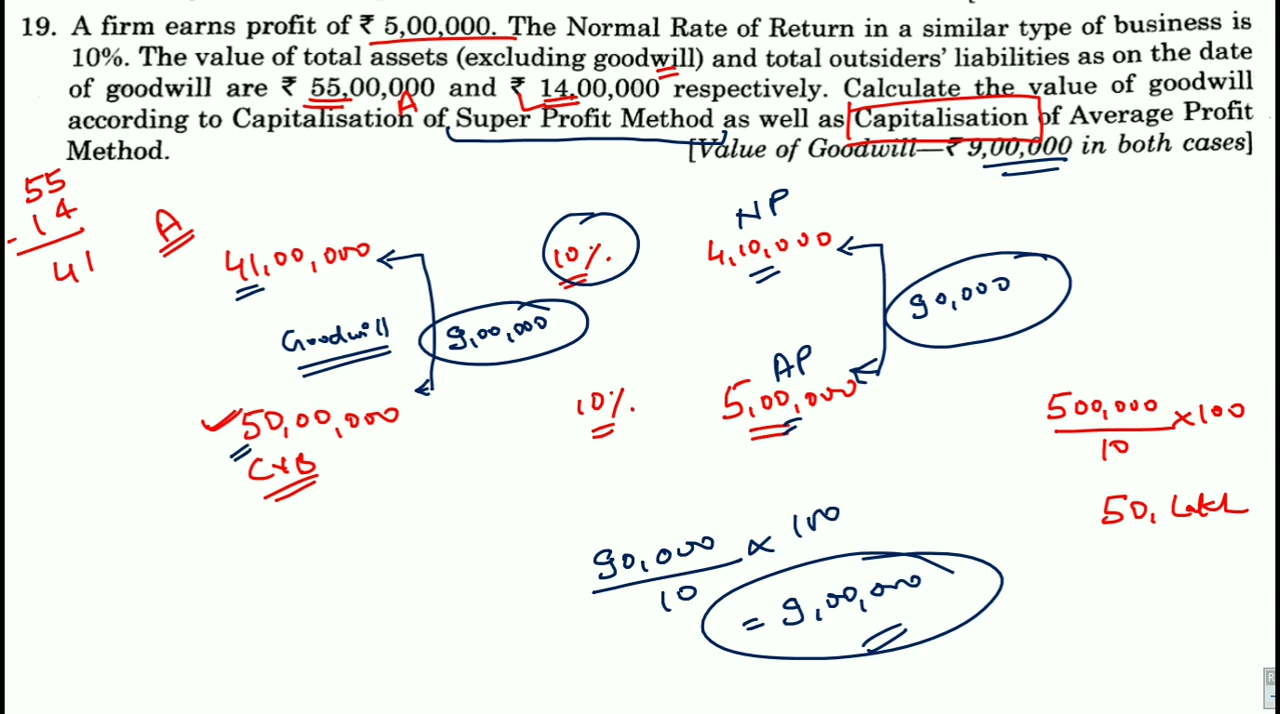 19. A firm earns profit of ₹ 5,00,000. The Normal Rate of Return in a similar type of business is
10%. The value of total assets (excluding goodwill) and total outsiders' liabilities as on the date
of goodwill are ₹ 55,00,000 and ₹ 14,00,000 respectively. Calculate the value of goodwill
according to Capitalisation of Super Profit Method as well as Capitalisation of Average Profit
Method. [Value of Goodwill—₹ 9,00,000 in both cases]
A
55
- 14
41
A
41,00,000
10%.
NP
4,10,000
90,000
Goodwill
9,00,000
AP
50,00,000
10%.
5,00,000
500,000 × 100
10
CYB
50, Lakh
90,000 × 100
10
= 9,00,000
R